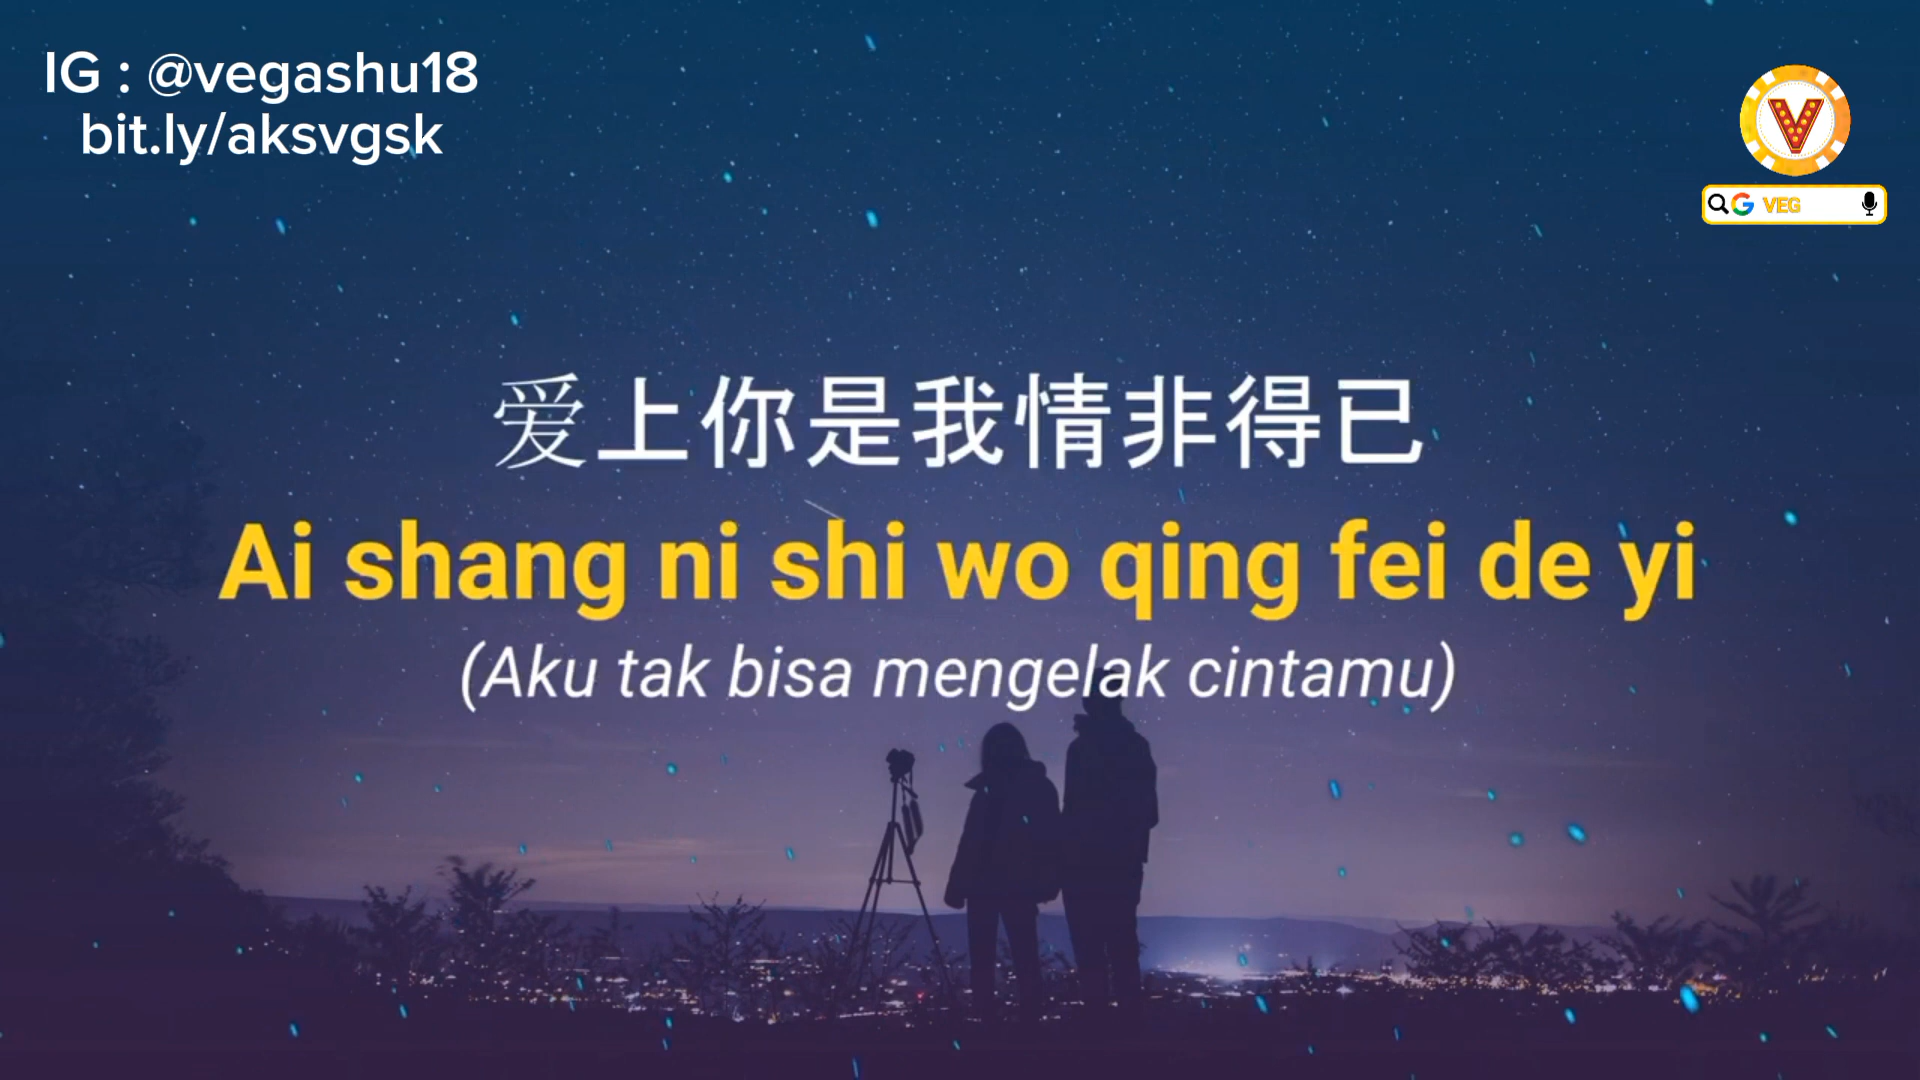 IG : @vegashu18
bit.ly/aksvgsk
V
VEG
爱上你是我情非得已
Ai shang ni shi wo qing fei de yi
(Aku tak bisa mengelak cintamu)